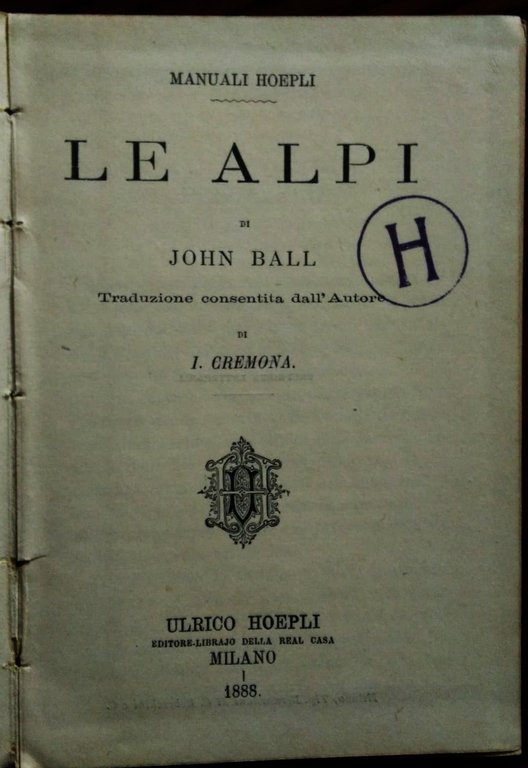 MANUALI HOEPLI
LE ALPI
DI
JOHN BALL
Traduzione consentita dall'Autore
DI
I. CREMONA.
H
ULRICO HOEPLI
EDITORE-LIBRAJO DELLA REAL CASA
MILANO
1888.